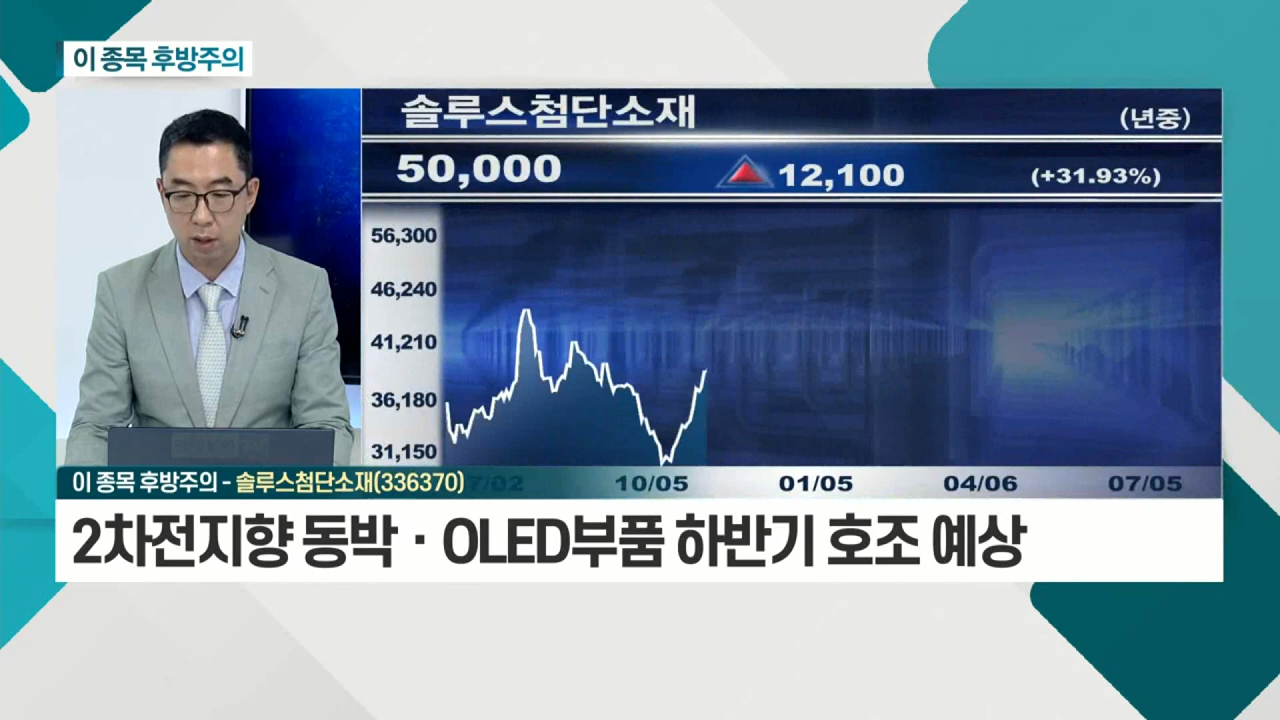 이 종목 후방주의
솔루스첨단소재
(년중)
50,000
12,100
(+31.93%)
56,300
46,240
41,210
36,180
31,150
7/02 10/05 01/05 04/06 07/05
이 종목 후방주의 - 솔루스첨단소재(336370)
2차전지향 동박·OLED부품 하반기 호조 예상